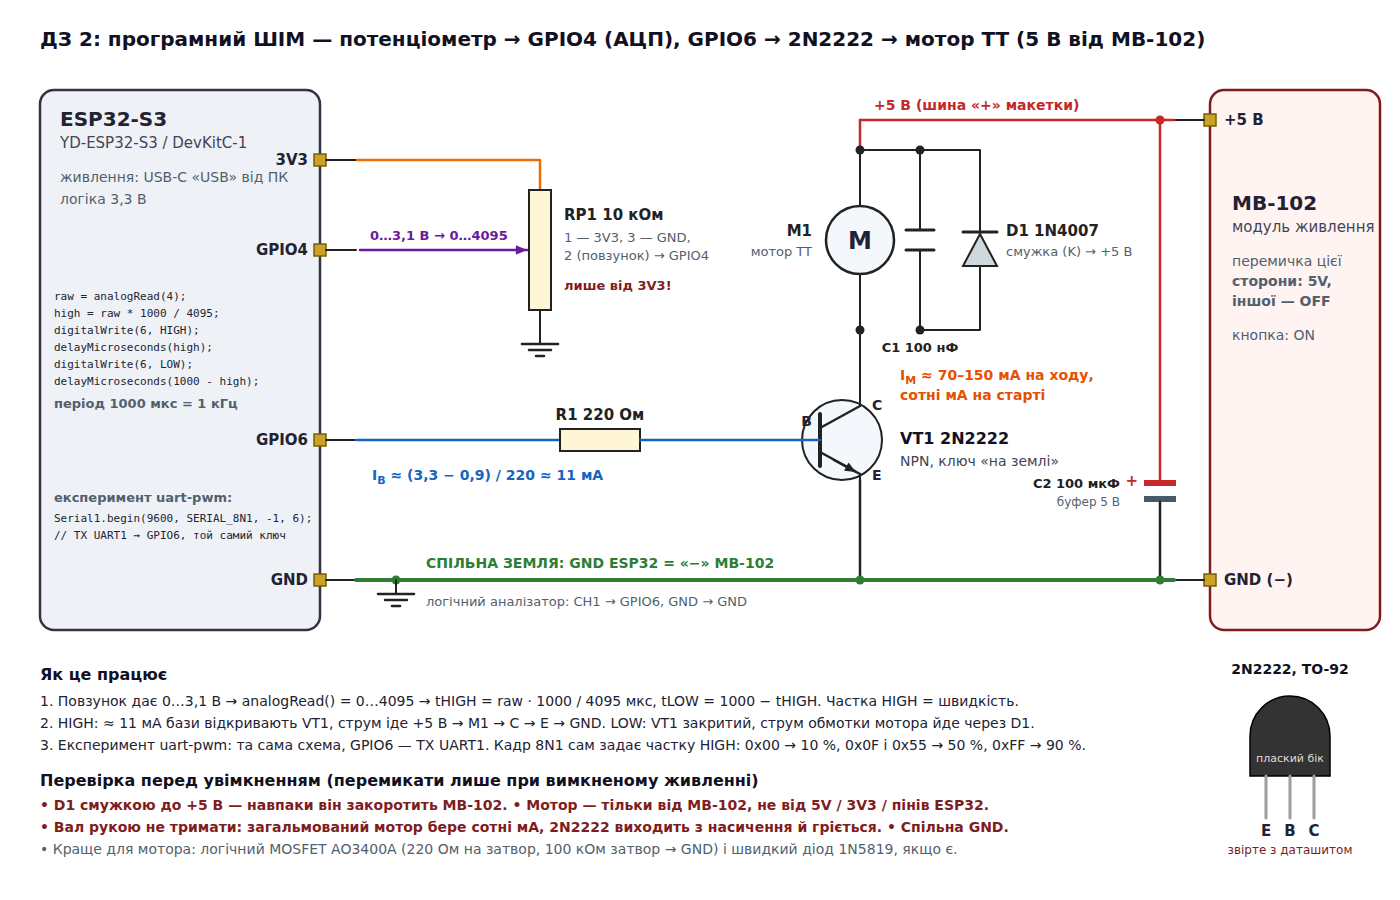 ДЗ 2: програмний ШІМ — потенціометр → GPIO4 (АЦП), GPIO6 → 2N2222 → мотор ТТ (5 В від MB-102)
ESP32-S3
YD-ESP32-S3 / DevKitC-1
3V3
живлення: USB-C «USB» від ПК
логіка 3,3 В
GPIO4
raw = analogRead(4);
high = raw * 1000 / 4095;
digitalWrite(6, HIGH);
delayMicroseconds(high);
digitalWrite(6, LOW);
delayMicroseconds(1000 - high);
період 1000 мкс = 1 кГц
GPIO6
експеримент uart-pwm:
Serial1.begin(9600, SERIAL_8N1, -1, 6);
// TX UART1 → GPIO6, той самий ключ
GND
0…3,1 В → 0…4095
RP1 10 кОм
1 — 3V3, 3 — GND,
2 (повзунок) → GPIO4
лише від 3V3!
R1 220 Ом
IB ≈ (3,3 − 0,9) / 220 ≈ 11 мА
+5 В (шина «+» макетки)
M1
мотор ТТ
M
D1 1N4007
смужка (K) → +5 В
C1 100 нФ
IM ≈ 70–150 мА на ходу,
сотні мА на старті
B
C
E
VT1 2N2222
NPN, ключ «на землі»
C2 100 мкФ
+
буфер 5 В
СПІЛЬНА ЗЕМЛЯ: GND ESP32 = «−» MB-102
логічний аналізатор: CH1 → GPIO6, GND → GND
+5 В
MB-102
модуль живлення
перемичка цієї
сторони: 5V,
іншої — OFF
кнопка: ON
GND (−)
Як це працює
1. Повзунок дає 0…3,1 В → analogRead() = 0…4095 → tHIGH = raw · 1000 / 4095 мкс, tLOW = 1000 − tHIGH. Частка HIGH = швидкість.
2. HIGH: ≈ 11 мА бази відкривають VT1, струм іде +5 В → M1 → C → E → GND. LOW: VT1 закритий, струм обмотки мотора йде через D1.
3. Експеримент uart-pwm: та сама схема, GPIO6 — TX UART1. Кадр 8N1 сам задає частку HIGH: 0x00 → 10 %, 0x0F і 0x55 → 50 %, 0xFF → 90 %.
Перевірка перед увімкненням (перемикати лише при вимкненому живленні)
• D1 смужкою до +5 В — навпаки він закоротить MB-102. • Мотор — тільки від MB-102, не від 5V / 3V3 / пінів ESP32.
• Вал рукою не тримати: загальмований мотор бере сотні мА, 2N2222 виходить з насичення й гріється. • Спільна GND.
• Краще для мотора: логічний MOSFET AO3400A (220 Ом на затвор, 100 кОм затвор → GND) і швидкий діод 1N5819, якщо є.
2N2222, TO-92
плаский бік
E B C
звірте з даташитом